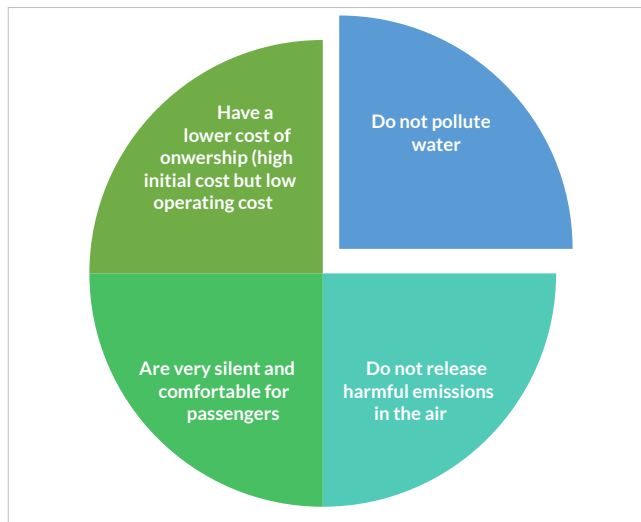 Have a
lower cost of
onwership (high
initial cost but low
operating cost
Do not pollute
water
Are very silent and
comfortable for
passengers
Do not release
harmful emissions
in the air